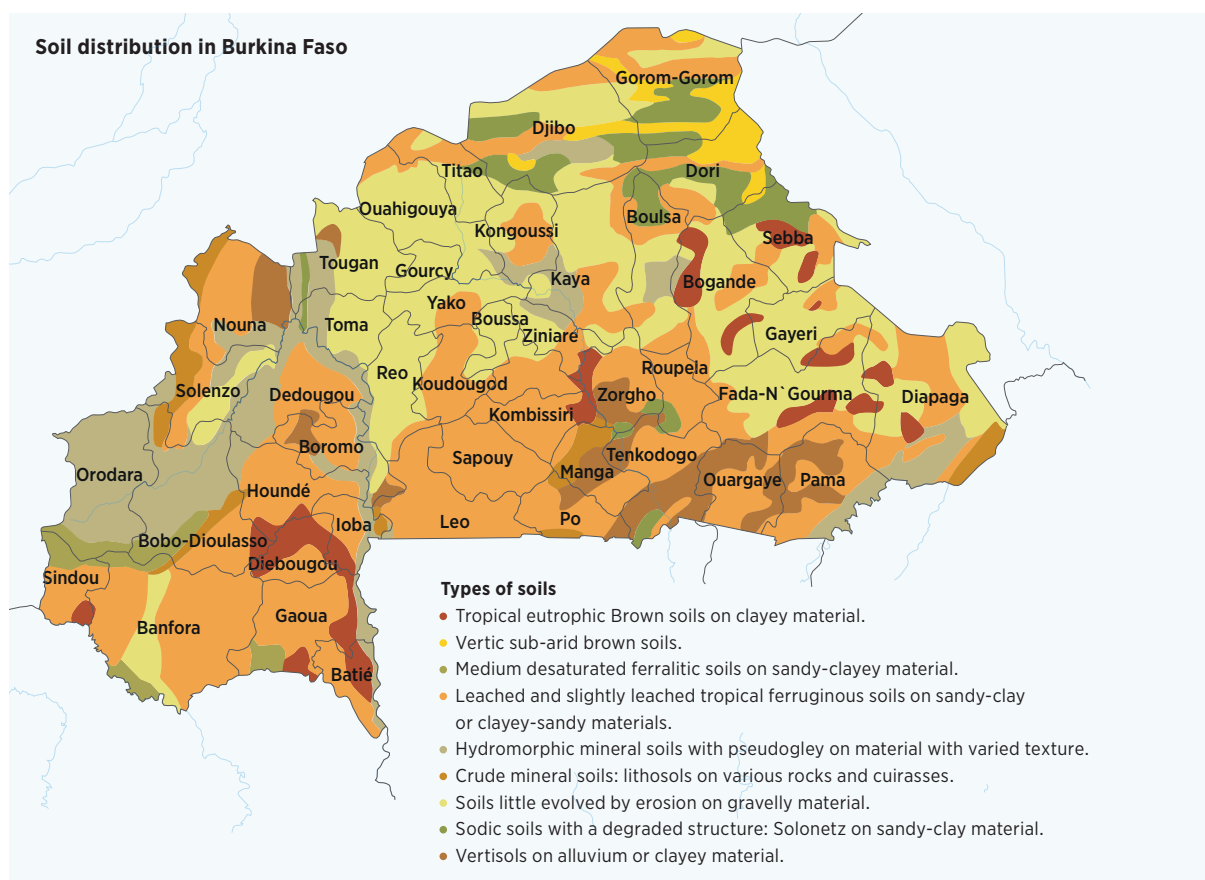 Soil distribution in Burkina Faso
Gorom-Gorom
Djibo
Titao
Dori
Ouahigouya
Boulsa
Kongoussi
Sebba
Tougan
Gourcy
Kaya
Bogande
Yako
Nouna
Toma
Boussa
Ziniare
Gayeri
Reo
Roupela
Koudougod
Solenzo
Dedougou
Zorgho
Fada-N`Gourma
Diapaga
Kombissiri
Boromo
Sapouy
Tenkodogo
Orodara
Manga
Ouargaye
Pama
Houndé
Ioba
Leo
Po
Bobo-Dioulasso
Diebougou
Sindou
Gaoua
Banfora
Batié
Types of soils
Tropical eutrophic Brown soils on clayey material.
Vertic sub-arid brown soils.
Medium desaturated ferralitic soils on sandy-clayey material.
Leached and slightly leached tropical ferruginous soils on sandy-clay
or clayey-sandy materials.
Hydromorphic mineral soils with pseudogley on material with varied texture.
Crude mineral soils: lithosols on various rocks and cuirasses.
Soils little evolved by erosion on gravelly material.
Sodic soils with a degraded structure: Solonetz on sandy-clay material.
Vertisols on alluvium or clayey material.